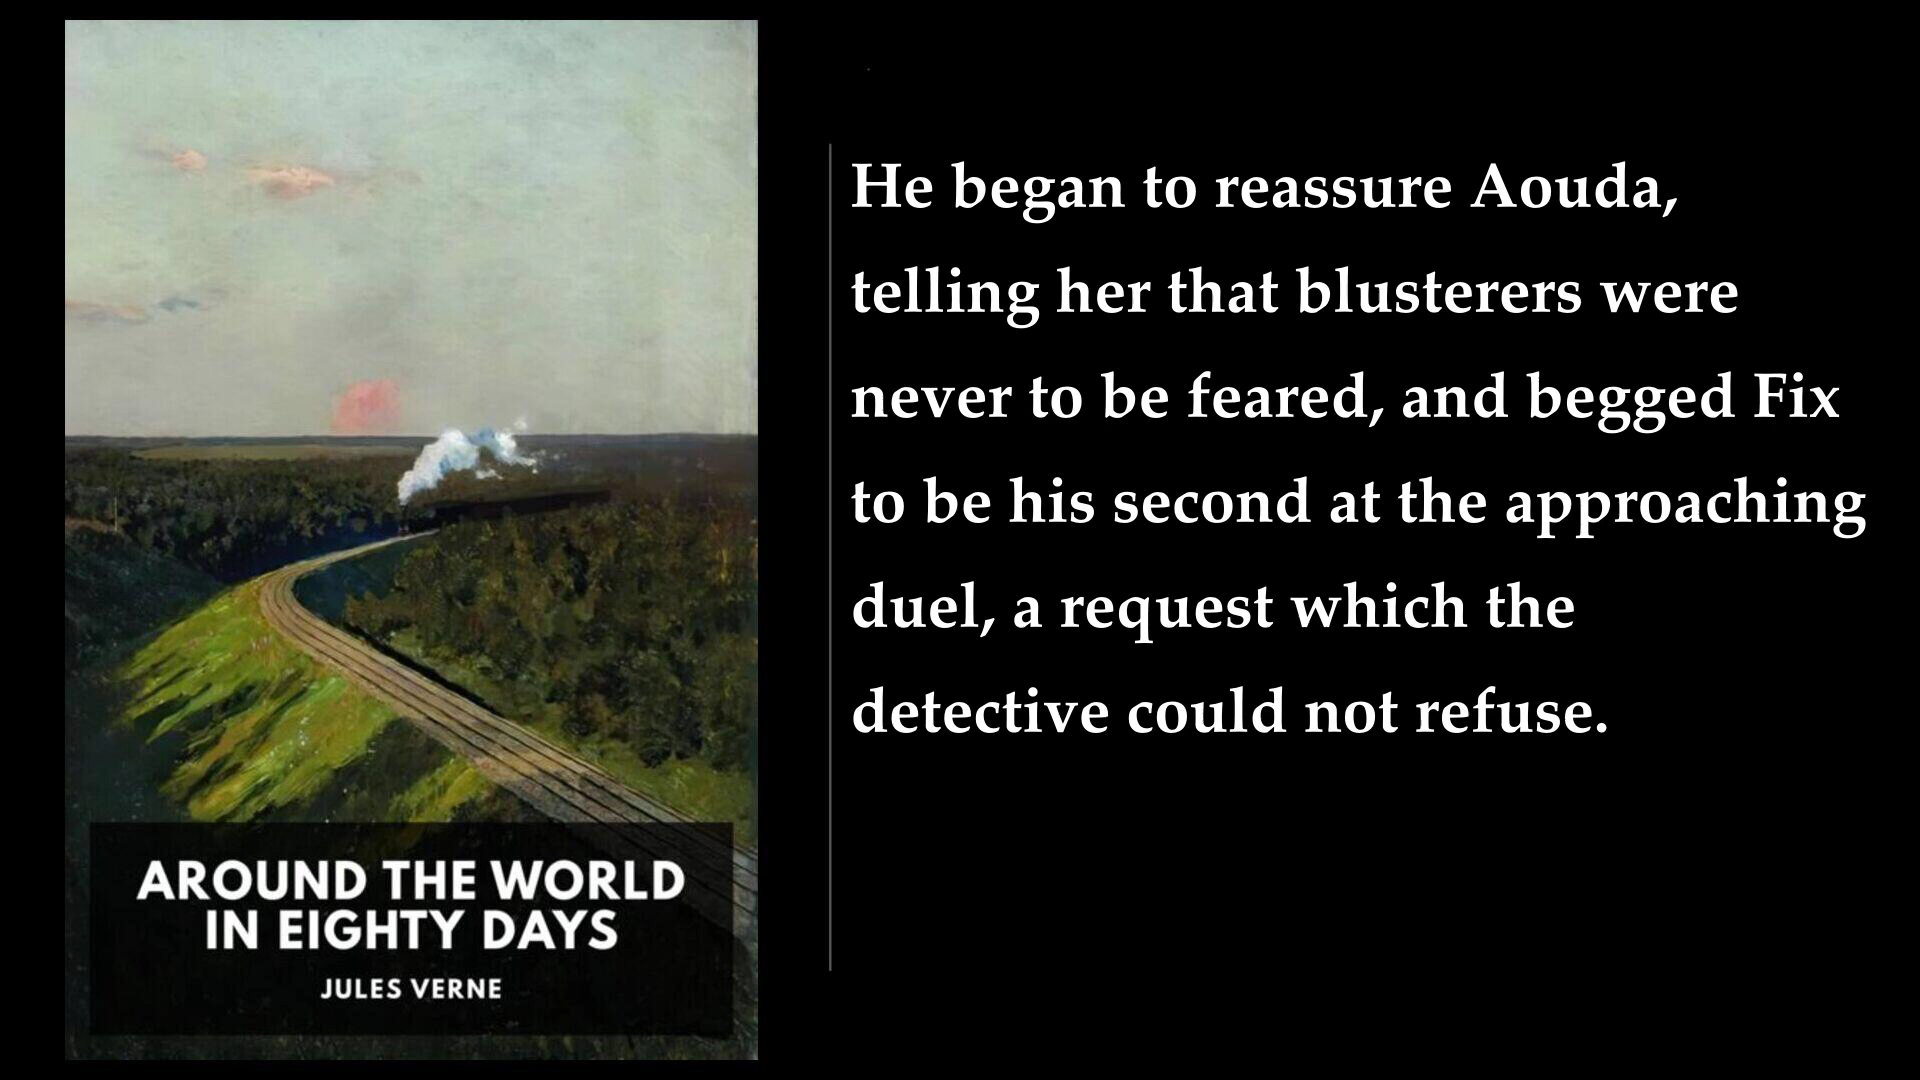 He began to reassure Aouda,
telling her that blusterers were
never to be feared, and begged Fix
to be his second at the approaching
duel, a request which the
detective could not refuse.
AROUND THE WORLD
IN EIGHTY DAYS
JULES VERNE